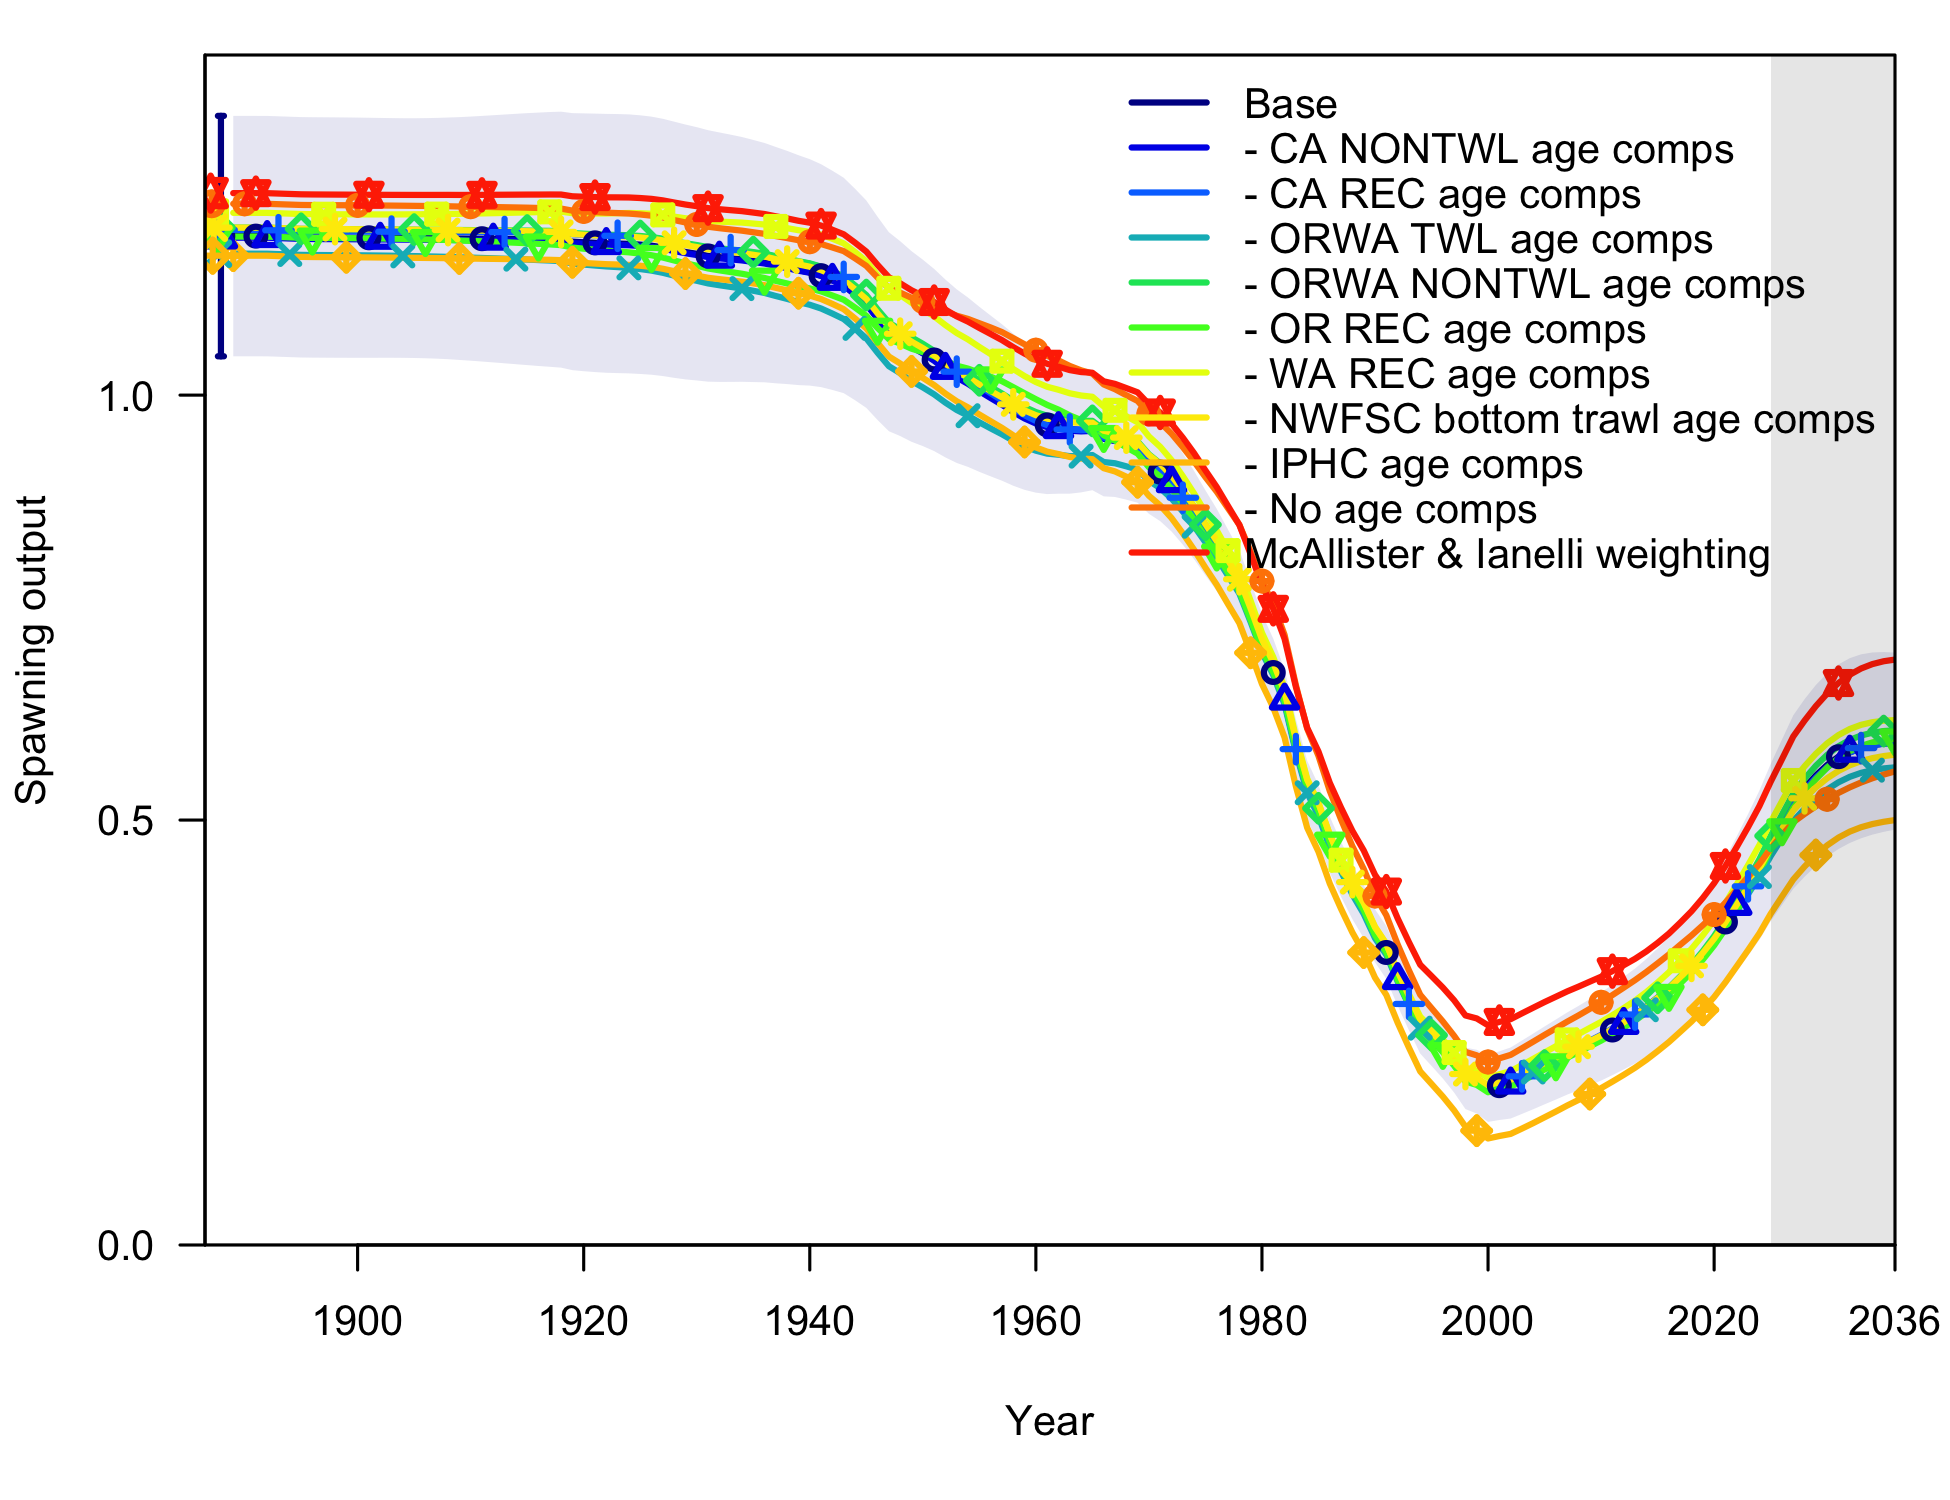 Base
- CA NONTWL age comps
- CA REC age comps
- ORWA TWL age comps
- ORWA NONTWL age comps
- OR REC age comps
- WA REC age comps
- NWFSC bottom trawl age comps
- IPHC age comps
- No age comps
McAllister & Ianelli weighting
Spawning output
1.0
0.5
0.0
1900 1920 1940 1960 1980 2000 2020 2036
Year